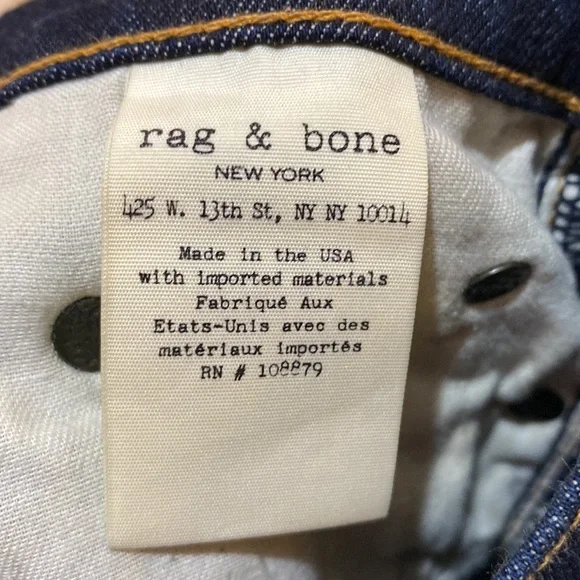 rag & bone
NEW YORK
425 W. 13th St, NY NY 10014
Made in the USA
with imported materials
Fabriqué Aux
Etats-Unis avec des
matériaux importés
RN # 108879